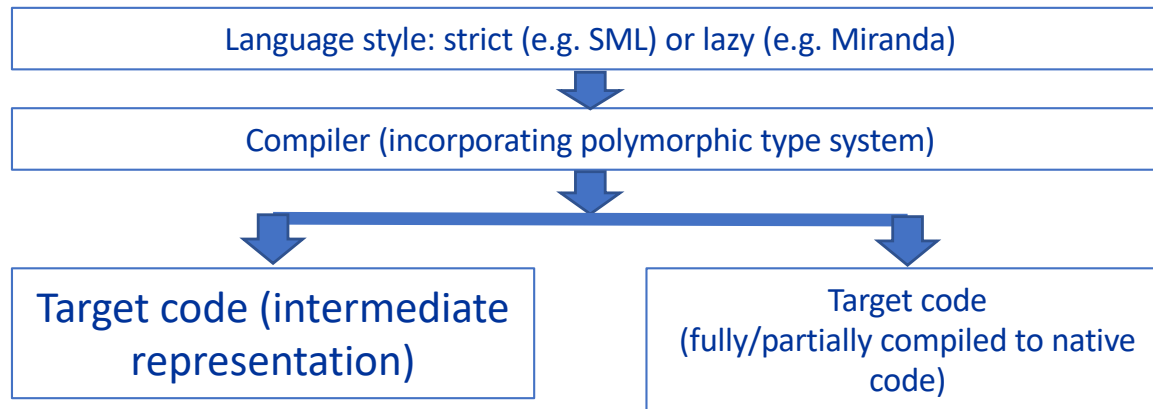 Language style: strict (e.g. SML) or lazy (e.g. Miranda)
Compiler (incorporating polymorphic type system)
Target code (intermediate
representation)
Target code
(fully/partially compiled to native
code)